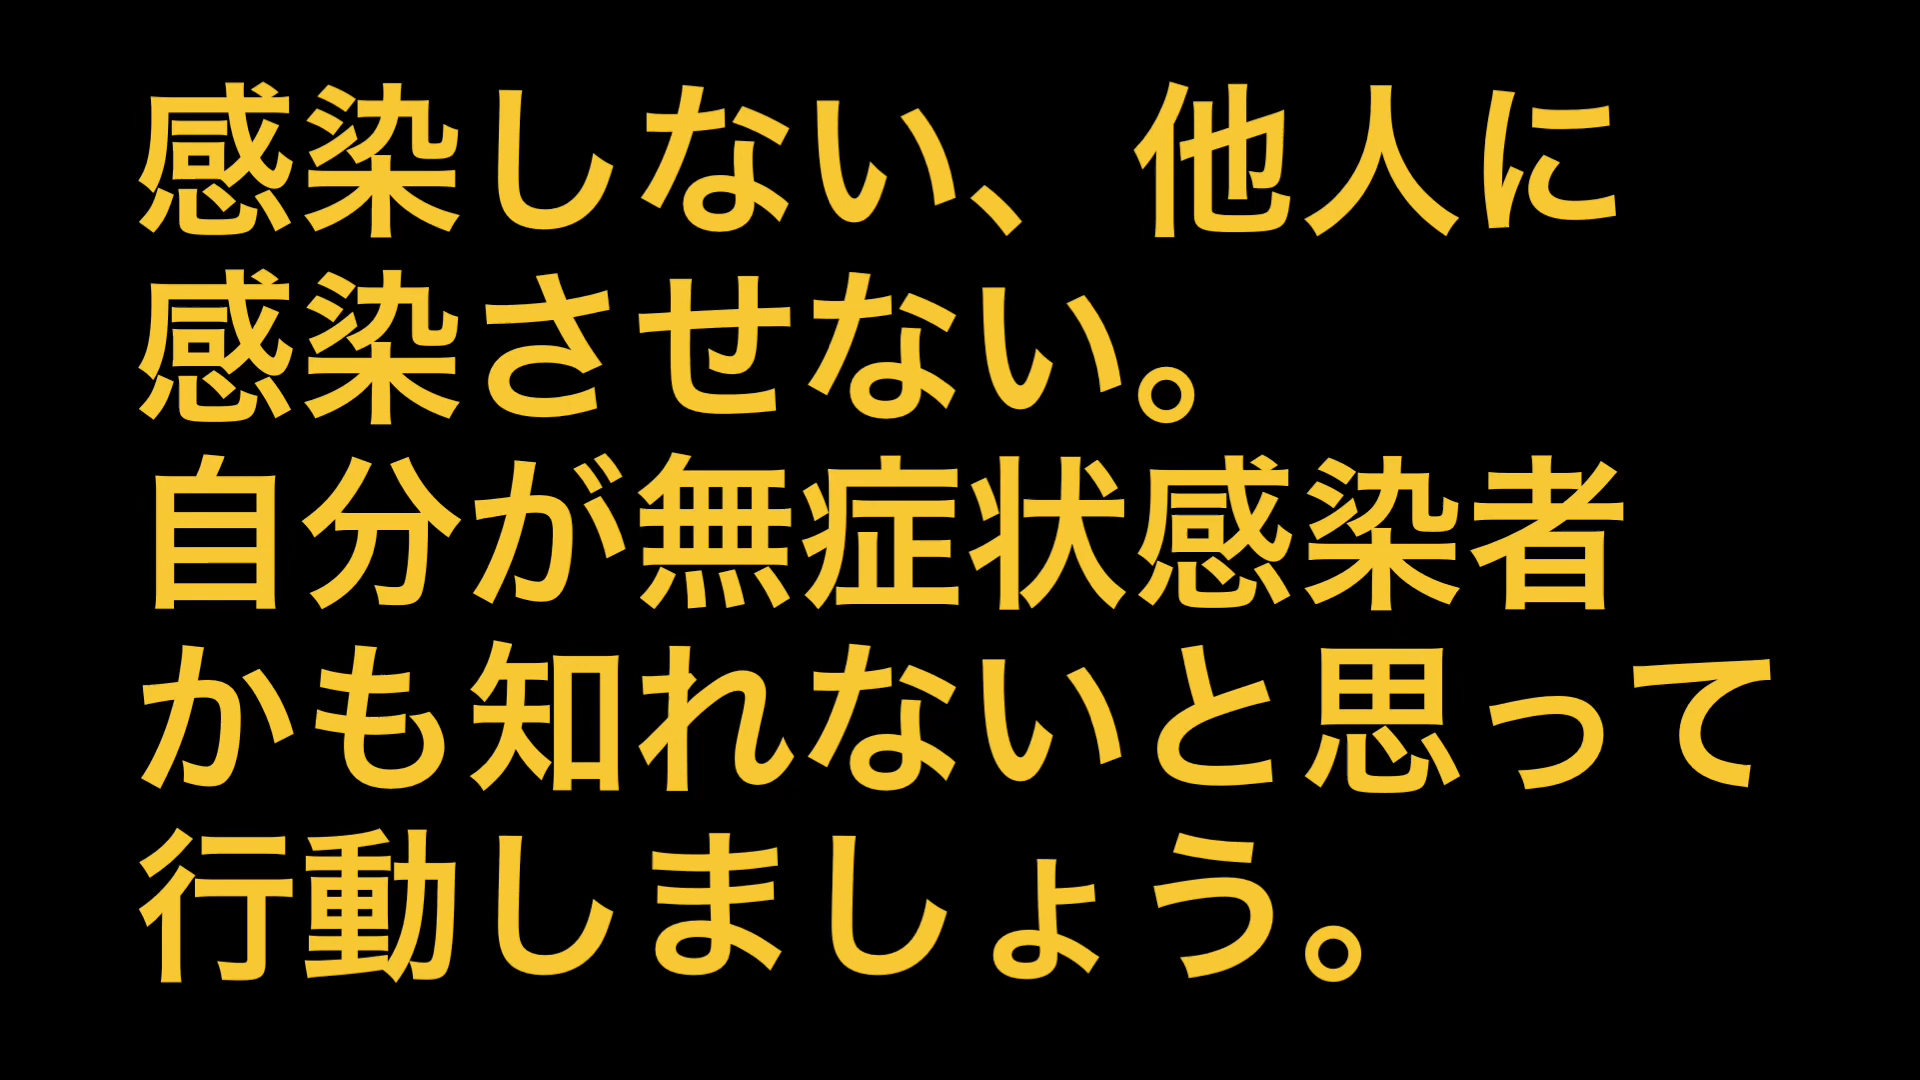 感染しない、他人に
感染させない。
自分が無症状感染者
かも知れないと思って
行動しましょう。